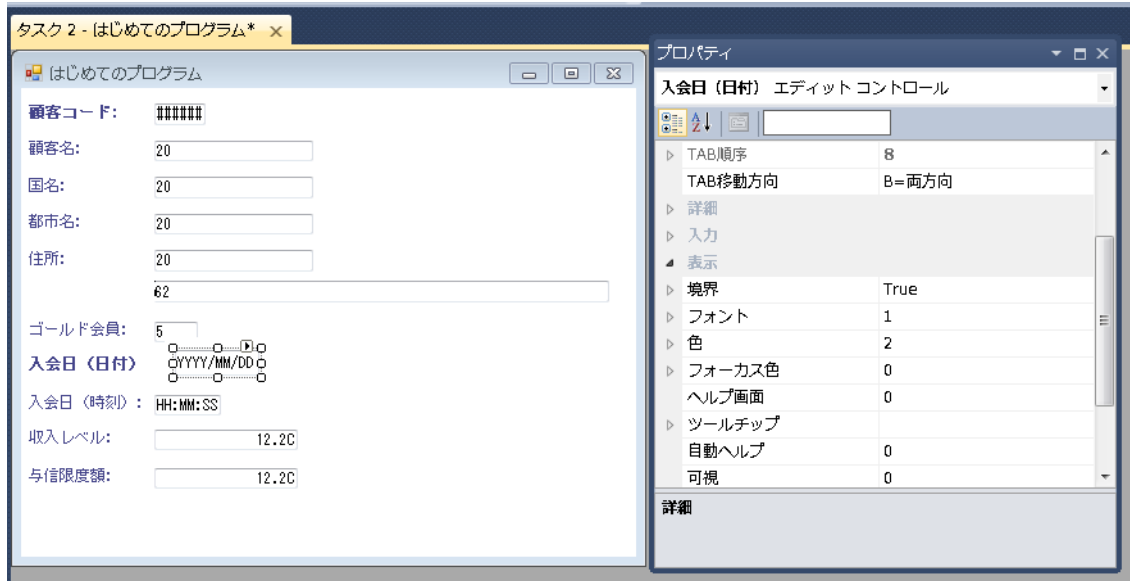 タスク 2 - はじめてのプログラム* ×
はじめてのプログラム
顧客コード: ######
顧客名: 20
国名: 20
都市名: 20
住所: 20
62
ゴールド会員: 5
入会日（日付） YYYY/MM/DD
入会日（時刻）: HH:MM:SS
収入レベル: 12.2C
与信限度額: 12.2C
プロパティ
入会日（日付） エディット コントロール
TAB順序 8
TAB移動方向 B=両方向
詳細
入力
表示
境界 True
フォント 1
色 2
フォーカス色 0
ヘルプ画面 0
ツールチップ
自動ヘルプ 0
可視 0
詳細